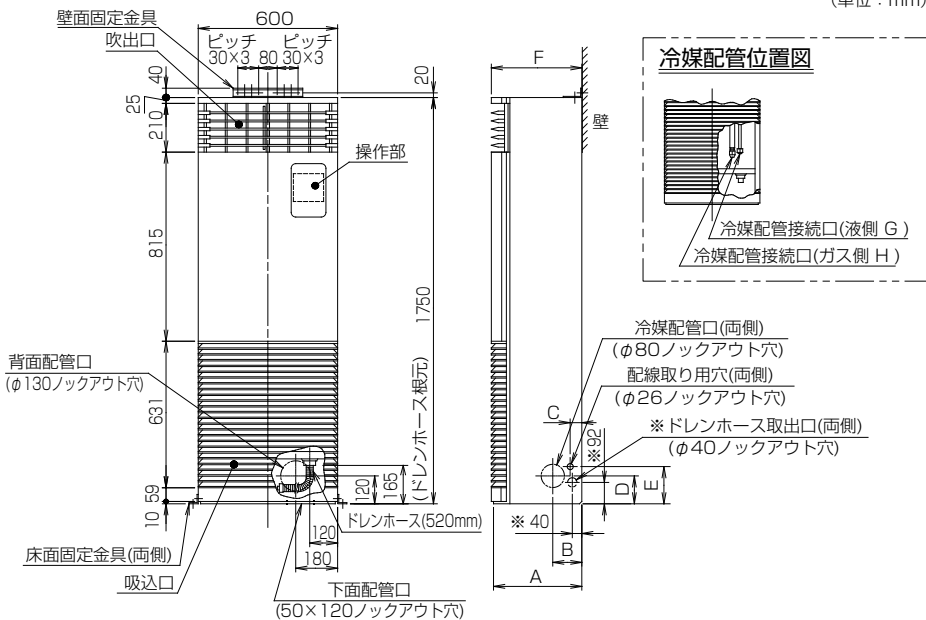 (単位：mm)
600
壁面固定金具
吹出口
ピッチ
30×3
80
ピッチ
30×3
40
25
210
815
631
59
10
20
操作部
1750
(ドレンホース根元)
背面配管口
(φ130ノックアウト穴)
165
120
120
180
ドレンホース(520mm)
床面固定金具(両側)
吸込口
下面配管口
(50×120ノックアウト穴)
F
壁
冷媒配管位置図
冷媒配管接続口(液側 G)
冷媒配管接続口(ガス側 H)
冷媒配管口(両側)
(φ80ノックアウト穴)
配線取り用穴(両側)
(φ26ノックアウト穴)
※ドレンホース取出口(両側)
(φ40ノックアウト穴)
C
※92
D
E
※ 40
B
A